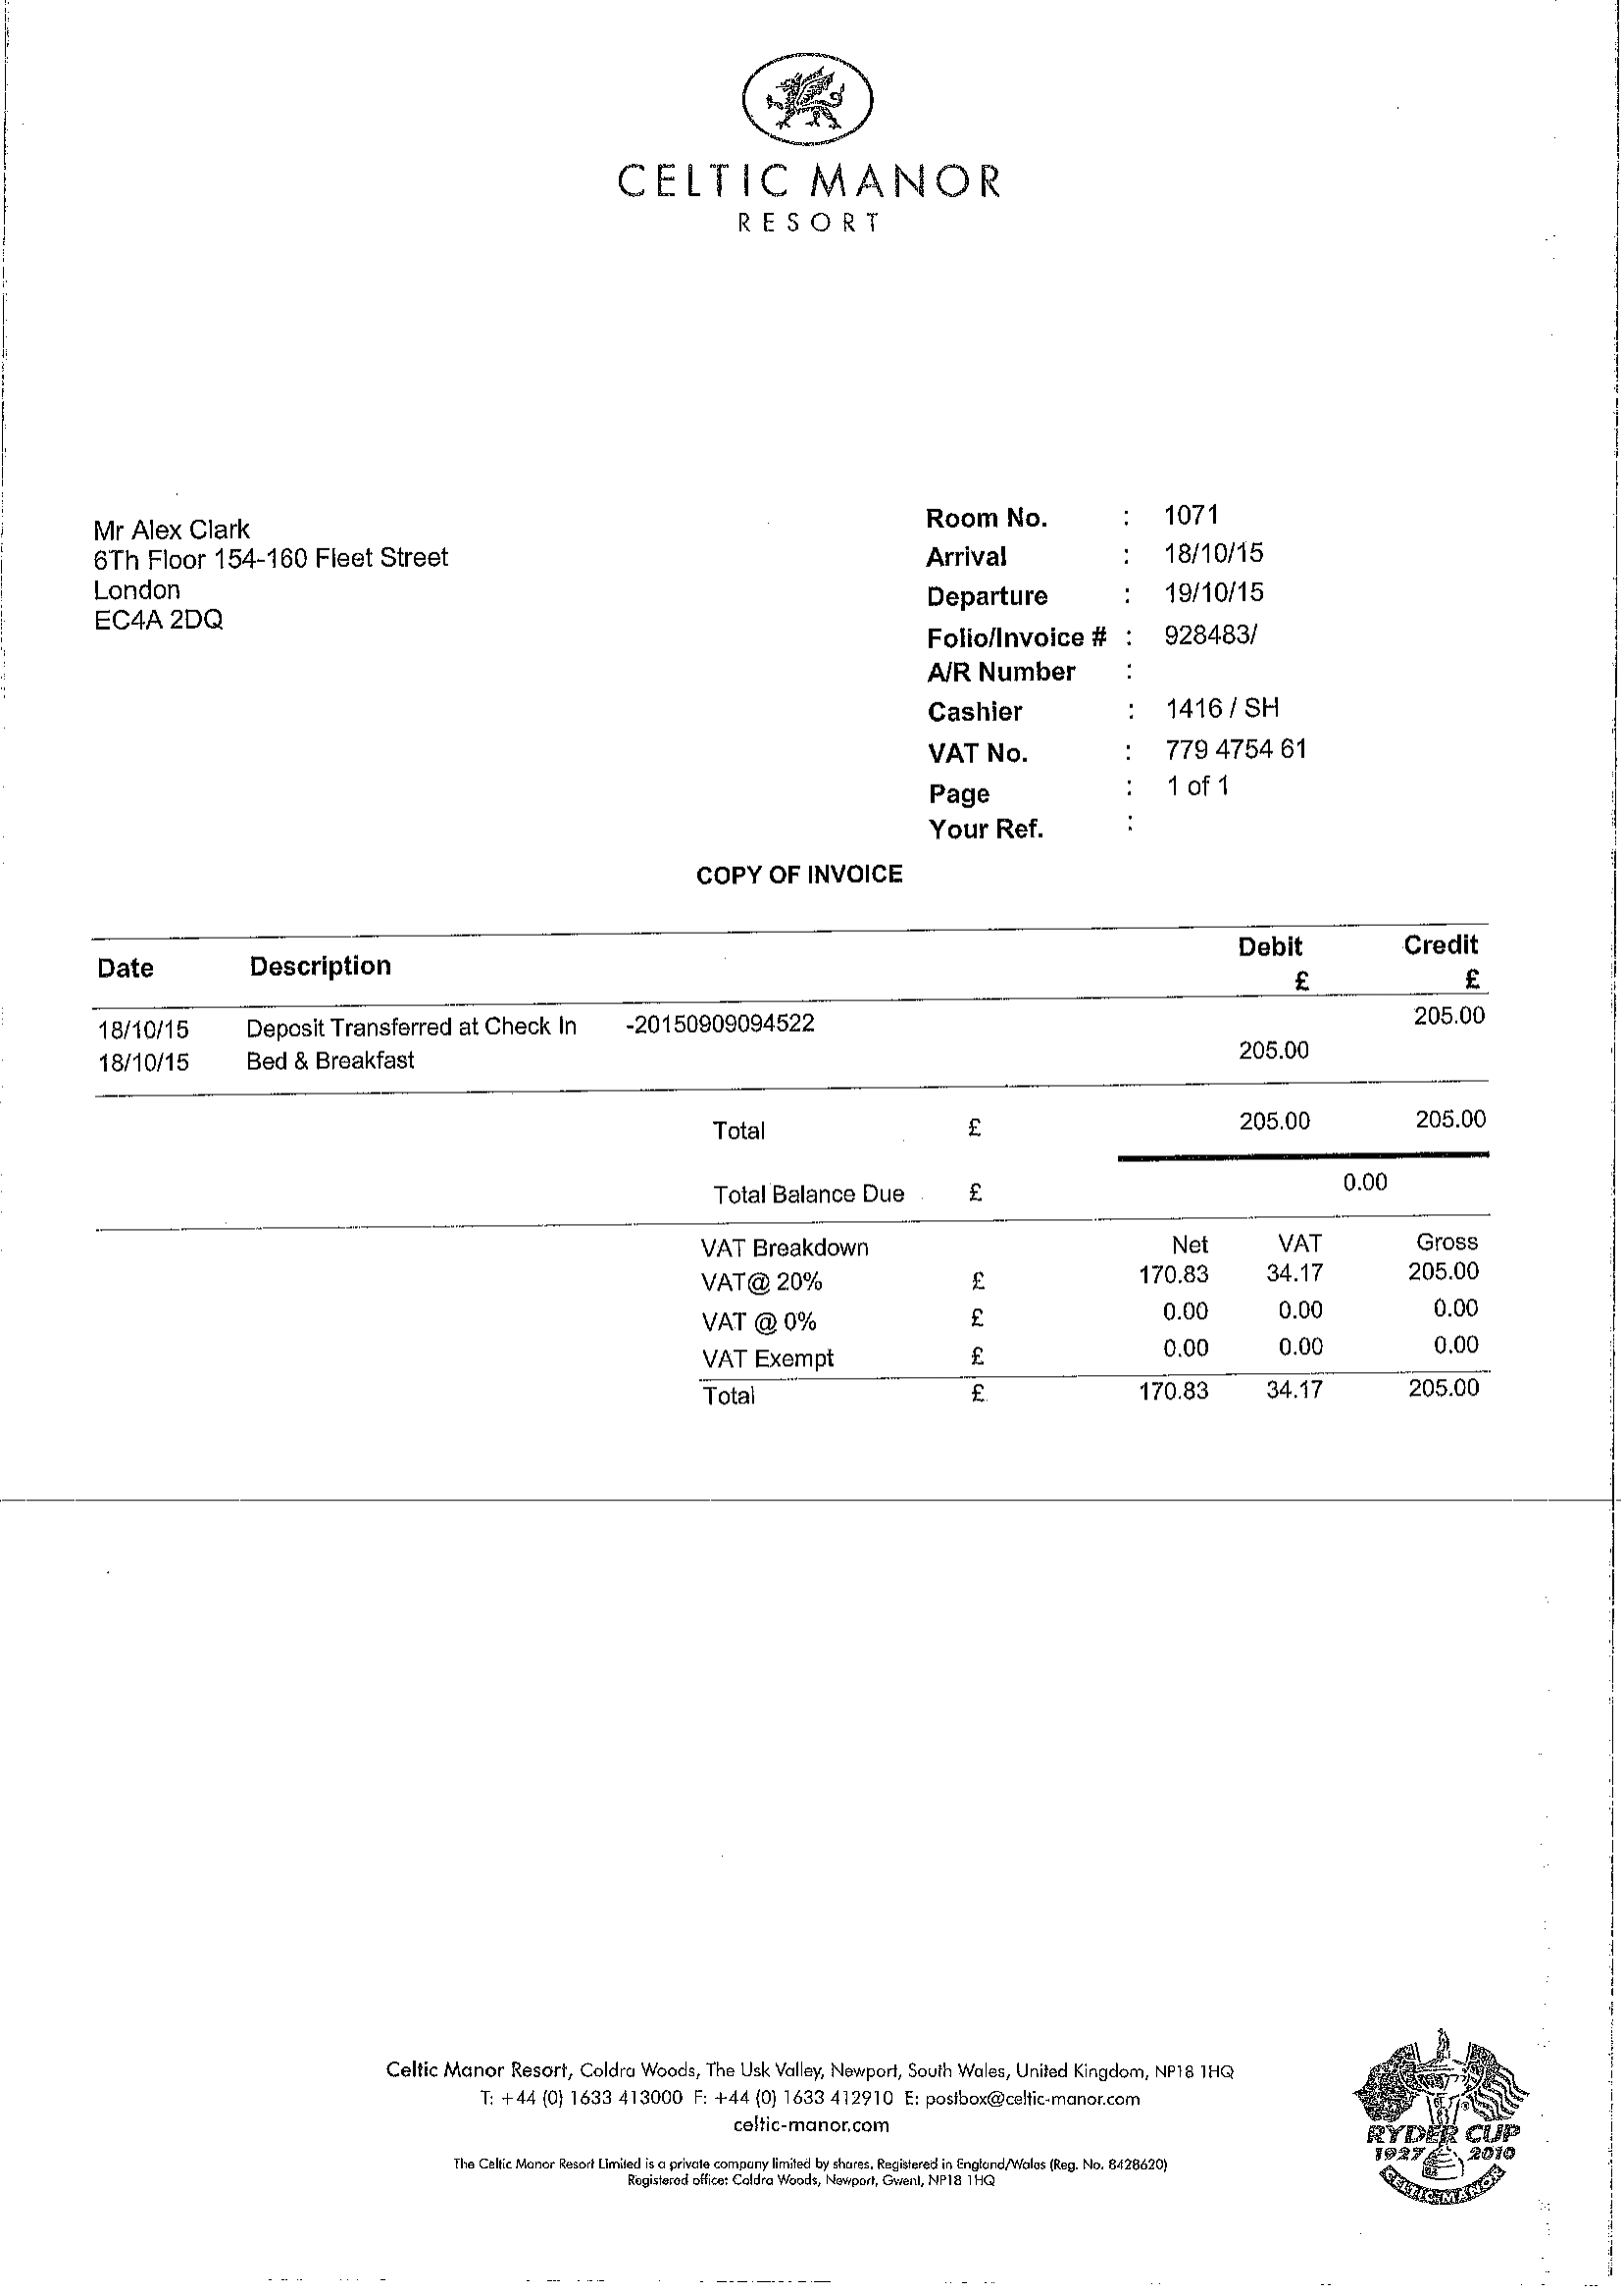 CELTIC MANOR
RESORT
Mr Alex Clark
6Th Floor 154-160 Fleet Street
London
EC4A 2DQ
Room No. : 1071
Arrival : 18/10/15
Departure : 19/10/15
Folio/Invoice # : 928483/
A/R Number :
Cashier : 1416 / SH
VAT No. : 779 4754 61
Page : 1 of 1
Your Ref. :
COPY OF INVOICE
Date Description Debit Credit
£ £
18/10/15 Deposit Transferred at Check In -20150909094522 205.00
18/10/15 Bed & Breakfast 205.00
Total £ 205.00 205.00
Total Balance Due £ 0.00
VAT Breakdown Net VAT Gross
VAT@ 20% £ 170.83 34.17 205.00
VAT @ 0% £ 0.00 0.00 0.00
VAT Exempt £ 0.00 0.00 0.00
Total £ 170.83 34.17 205.00
Celtic Manor Resort, Coldra Woods, The Usk Valley, Newport, South Wales, United Kingdom, NP18 1HQ
T: +44 (0) 1633 413000 F: +44 (0) 1633 412910 E: postbox@celtic-manor.com
celtic-manor.com
The Celtic Manor Resort Limited is a private company limited by shares, Registered in England/Wales (Reg. No. 8428620)
Registered office: Coldra Woods, Newport, Gwent, NP18 1HQ
RYDER CUP
1927 2010
CELTIC-MANOR